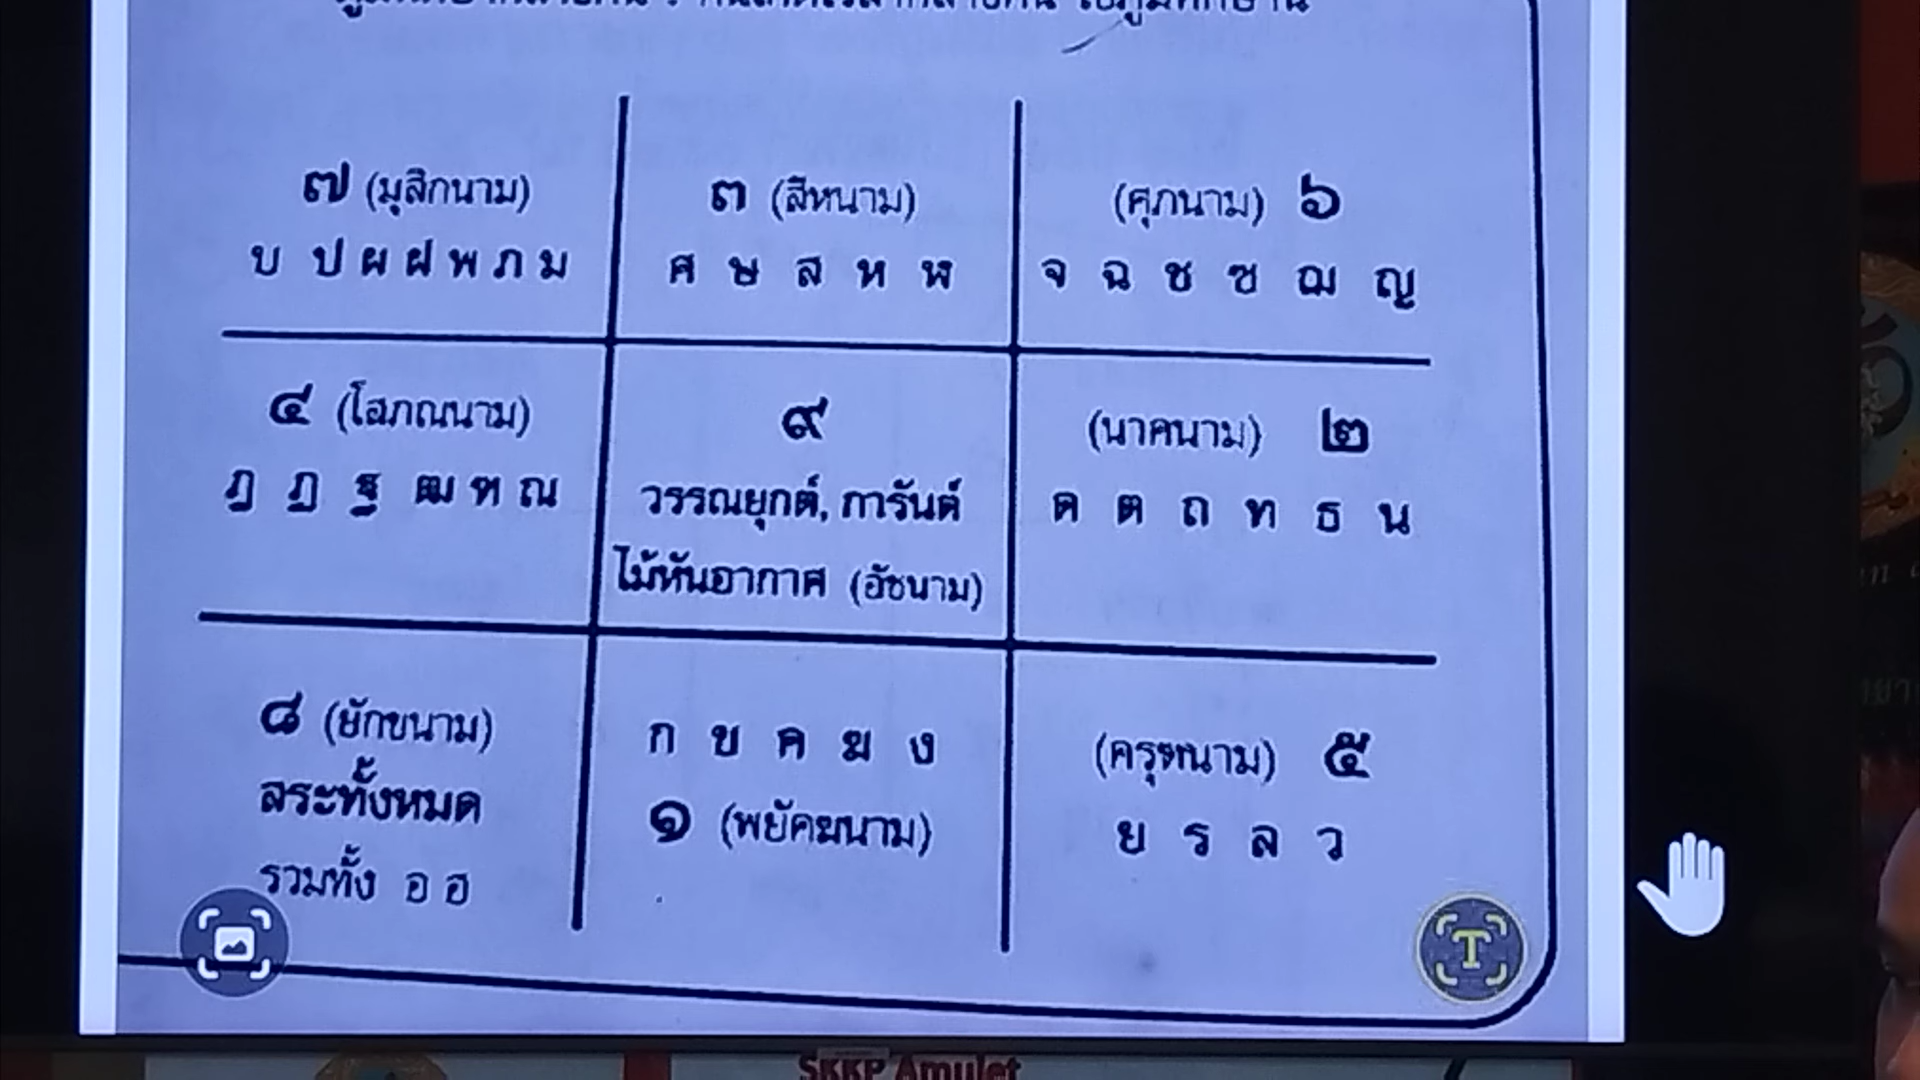 ๗ (มุสิกนาม)
บ ป ผ ฝ พ ภ ม
๓ (สีหนาม)
ศ ษ ส ห ฬ
(ศุภนาม) ๖
จ ฉ ช ซ ฌ ญ
๔ (โสภณนาม)
ฎ ฏ ฐ ฒ ฑ ณ
๙
วรรณยุกต์, การันต์
ไม้หันอากาศ (อัชนาม)
(นาคนาม) ๒
ด ต ถ ท ธ น
๘ (ยักขนาม)
สระทั้งหมด
รวมทั้ง อ ฮ
ก ข ค ฆ ง
๑ (พยัคฆนาม)
(ครุฑนาม) ๕
ย ร ล ว
SKKP Amulet